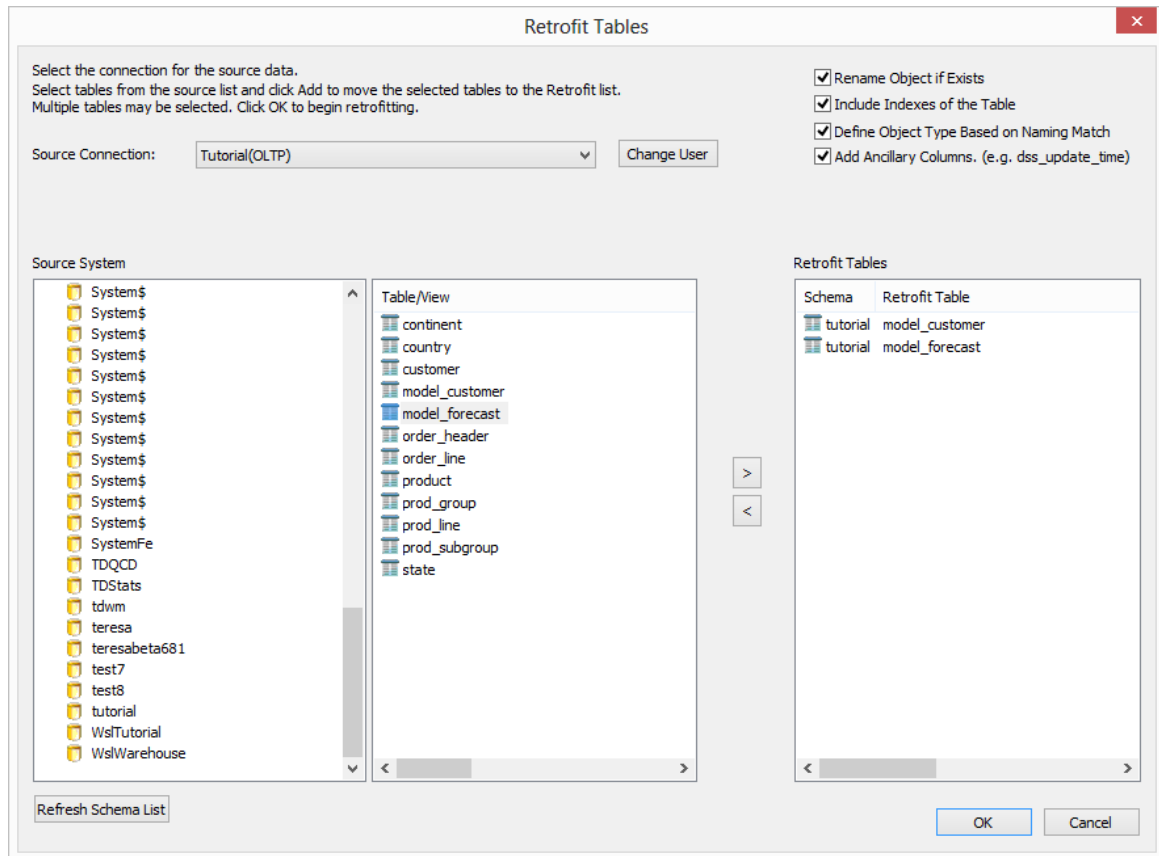 Retrofit Tables
Select the connection for the source data.
Select tables from the source list and click Add to move the selected tables to the Retrofit list.
Multiple tables may be selected. Click OK to begin retrofitting.
Rename Object if Exists
Include Indexes of the Table
Define Object Type Based on Naming Match
Add Ancillary Columns. (e.g. dss_update_time)
Source Connection:
Tutorial(OLTP)
Change User
Source System
System$
System$
System$
System$
System$
System$
System$
System$
System$
System$
System$
System$
SystemFe
TDQCD
TDStats
tdwm
teresa
teresabeta681
test7
test8
tutorial
WslTutorial
WslWarehouse
Table/View
continent
country
customer
model_customer
model_forecast
order_header
order_line
product
prod_group
prod_line
prod_subgroup
state
>
<
Retrofit Tables
Schema Retrofit Table
tutorial model_customer
tutorial model_forecast
Refresh Schema List
OK
Cancel